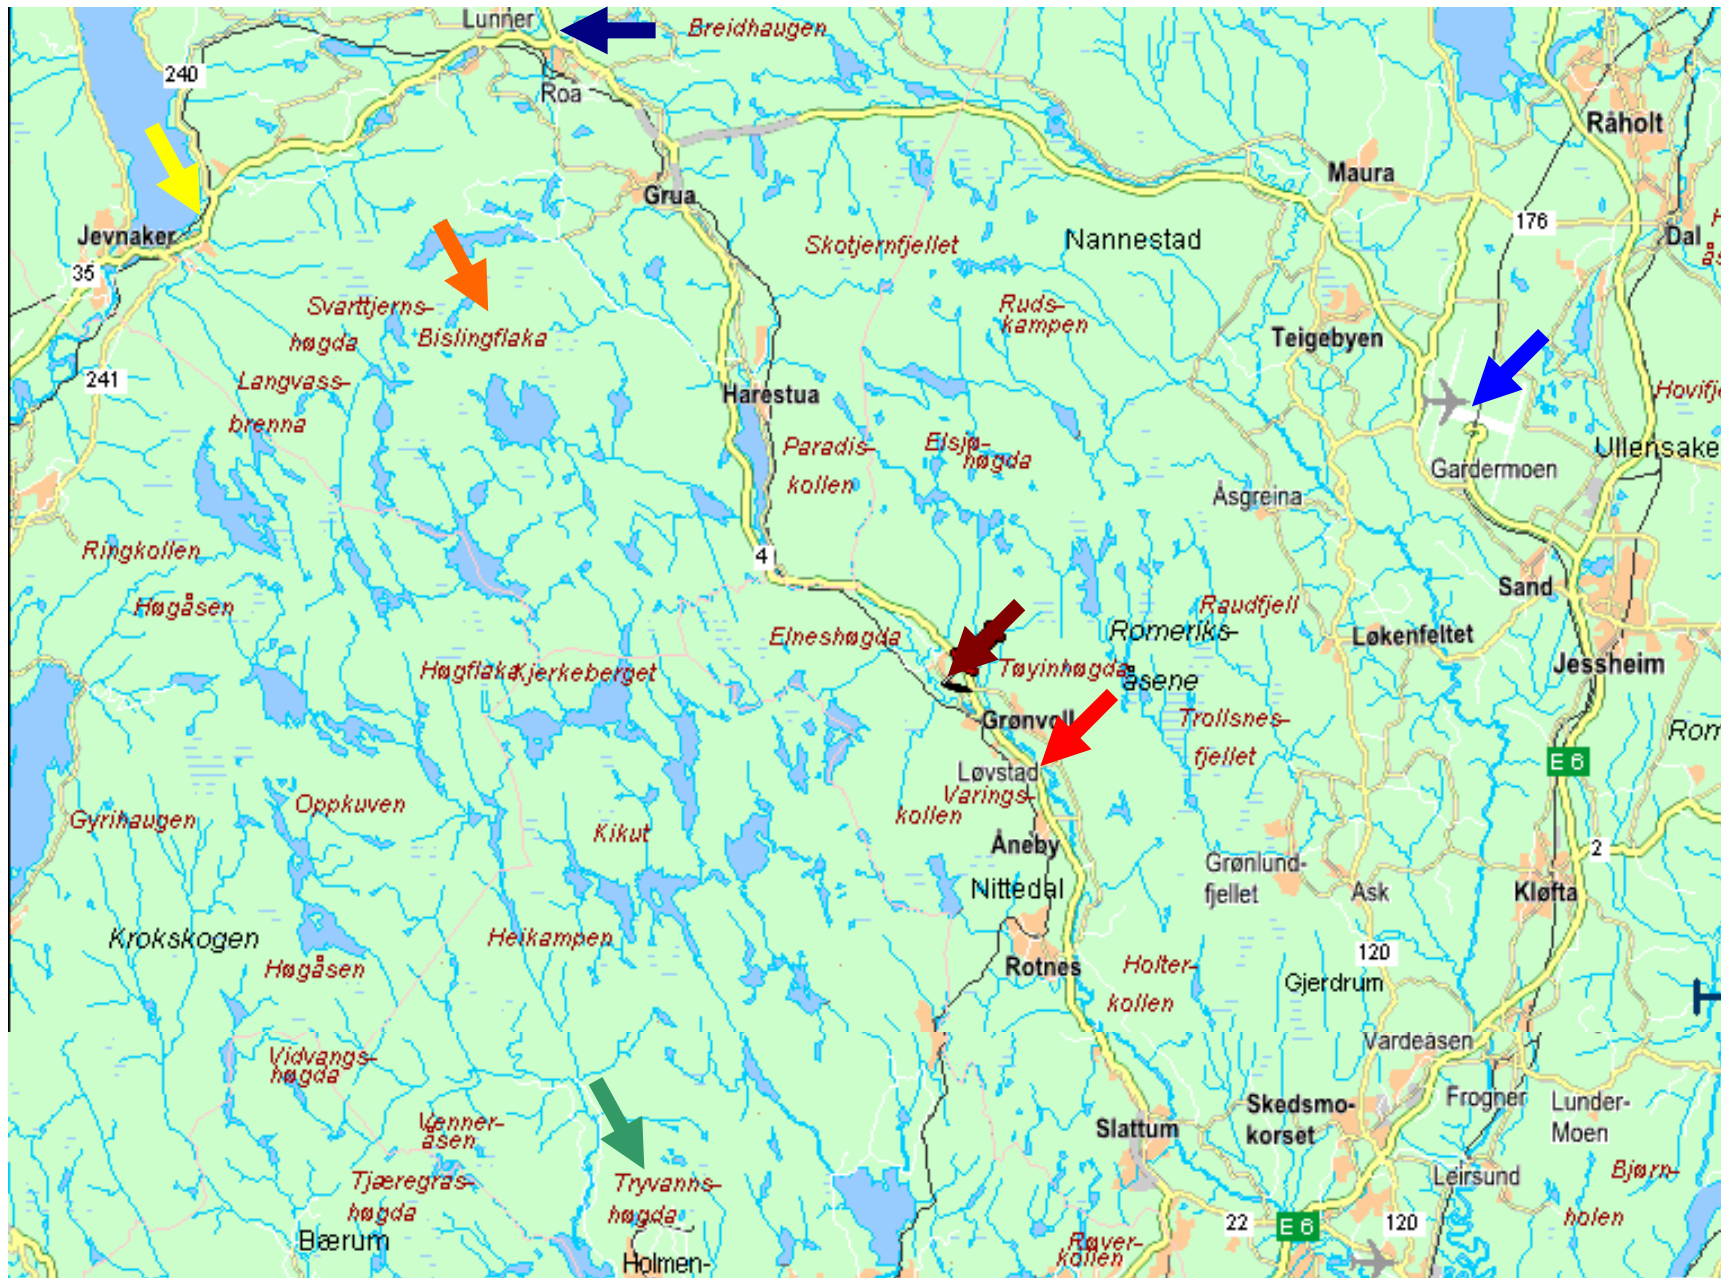 Lunner
Breidhaugen
240
Roa
Råholt
Maura
Grua
176
Jevnaker
Skotjernfjellet
Nannestad
Dal
35
Svarttjerns-
høgda
Bislingflaka
Ruds-
kampen
Teigebyen
241
Langvass-
brenna
Harestua
Hovifj
Paradis-
kollen
Elsjø-
høgda
Ullensake
Gardermoen
Åsgreina
Ringkollen
4
Sand
Høgåsen
Raudfjell
Elneshøgda
Romeriks-
åsene
Løkenfeltet
Høgflaka
Kjerkeberget
Tøyinhøgda
Jessheim
Grønvoll
Trollsnes-
fjellet
Rom
Løvstad
E 6
Varings-
kollen
Oppkuven
Gyrihaugen
Kikut
Åneby
2
Grønlund-
fjellet
Nittedal
Ask
Kløfta
Krokskogen
Heikampen
Høgåsen
Rotnes
Holter-
kollen
120
Gjerdrum
Vardeåsen
Vidvangs-
høgda
Frogner
Lunder-
Moen
Skedsmo-
korset
Venner-
åsen
Slattum
Tjæregras-
høgda
Tryvanns-
høgda
Leirsund
Bjørn-
holen
22
E 6
120
Bærum
Røver-
kollen
Holmen-